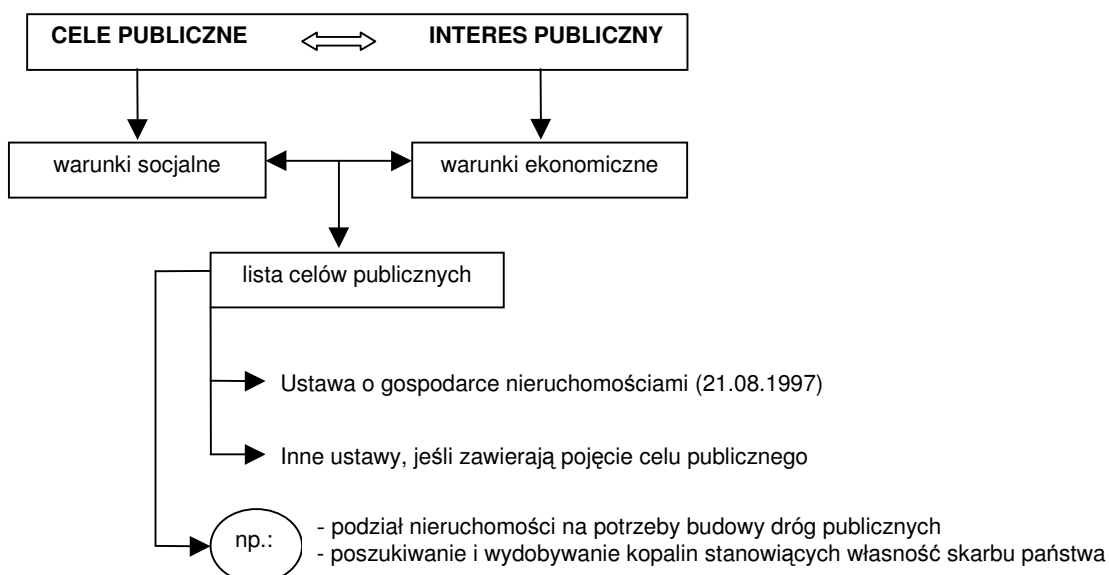 CELE PUBLICZNE INTERES PUBLICZNY
warunki socjalne warunki ekonomiczne
lista celów publicznych
Ustawa o gospodarce nieruchomościami (21.08.1997)
Inne ustawy, jeśli zawierają pojęcie celu publicznego
np.:
- podział nieruchomości na potrzeby budowy dróg publicznych
- poszukiwanie i wydobywanie kopalin stanowiących własność skarbu państwa